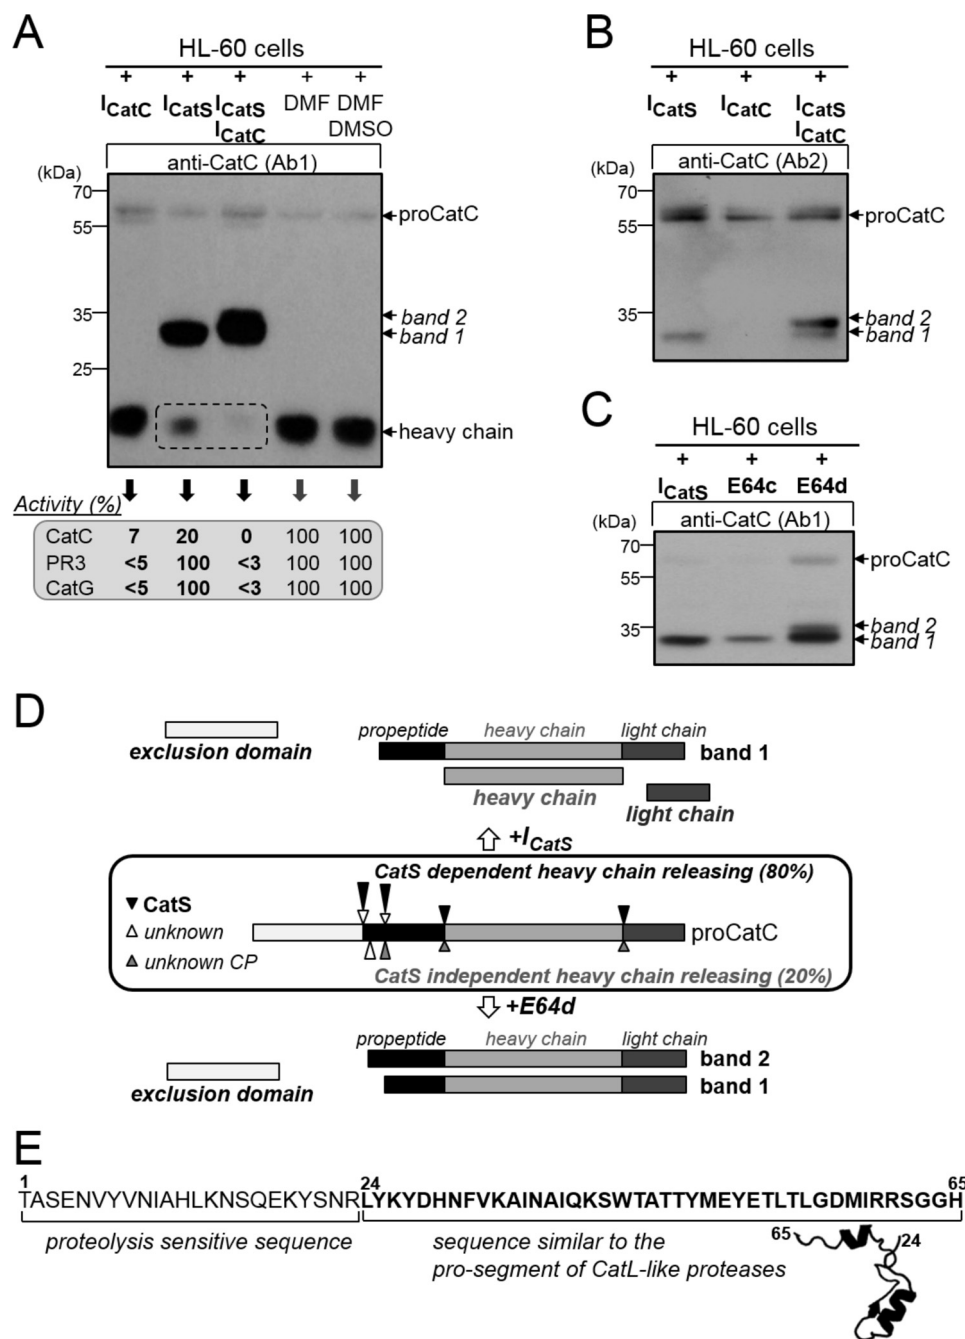 A
HL-60 cells
+ + + + +
ICatC ICatS ICatS DMF DMF
ICatC DMSO
anti-CatC (Ab1)
(kDa)
70
55
35
25
proCatC
band 2
band 1
heavy chain
Activity (%)
CatC 7 20 0 100 100
PR3 <5 100 <3 100 100
CatG <5 100 <3 100 100
B
HL-60 cells
+ + +
ICatS ICatC ICatS
ICatC
anti-CatC (Ab2)
(kDa)
70
55
35
proCatC
band 2
band 1
C
HL-60 cells
+ + +
ICatS E64c E64d
anti-CatC (Ab1)
(kDa)
70
55
35
proCatC
band 2
band 1
D
propeptide heavy chain light chain
exclusion domain band 1
heavy chain
light chain
+ICatS
CatS dependent heavy chain releasing (80%)
CatS
unknown
unknown CP
proCatC
CatS independent heavy chain releasing (20%)
+E64d
propeptide heavy chain light chain
band 2
exclusion domain band 1
E
1 24 65
TASENVYVNIAHLKNSQEKYSNRLYKYDHNFVKAINAIQKSWTATTYMEYETLTLGDMIRRSGGH
proteolysis sensitive sequence
sequence similar to the
pro-segment of CatL-like proteases
65 24